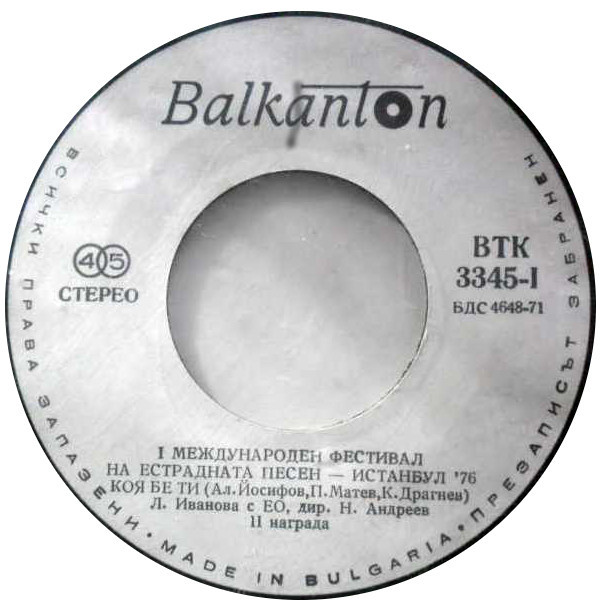 Balkanton
45
СТЕРЕО
ВТК
3345-I
БДС 4648-71
I МЕЖДУНАРОДЕН ФЕСТИВАЛ
НА ЕСТРАДНАТА ПЕСЕН — ИСТАНБУЛ '76
КОЯ БЕ ТИ (Ал. Йосифов, П. Матев, К. Драгнев)
Л. Иванова с ЕО, дир. Н. Андреев
II награда
ВСИЧКИ ПРАВА ЗАПАЗЕНИ • MADE IN BULGARIA • ПРЕЗАПИСЪТ ЗАБРАНЕН